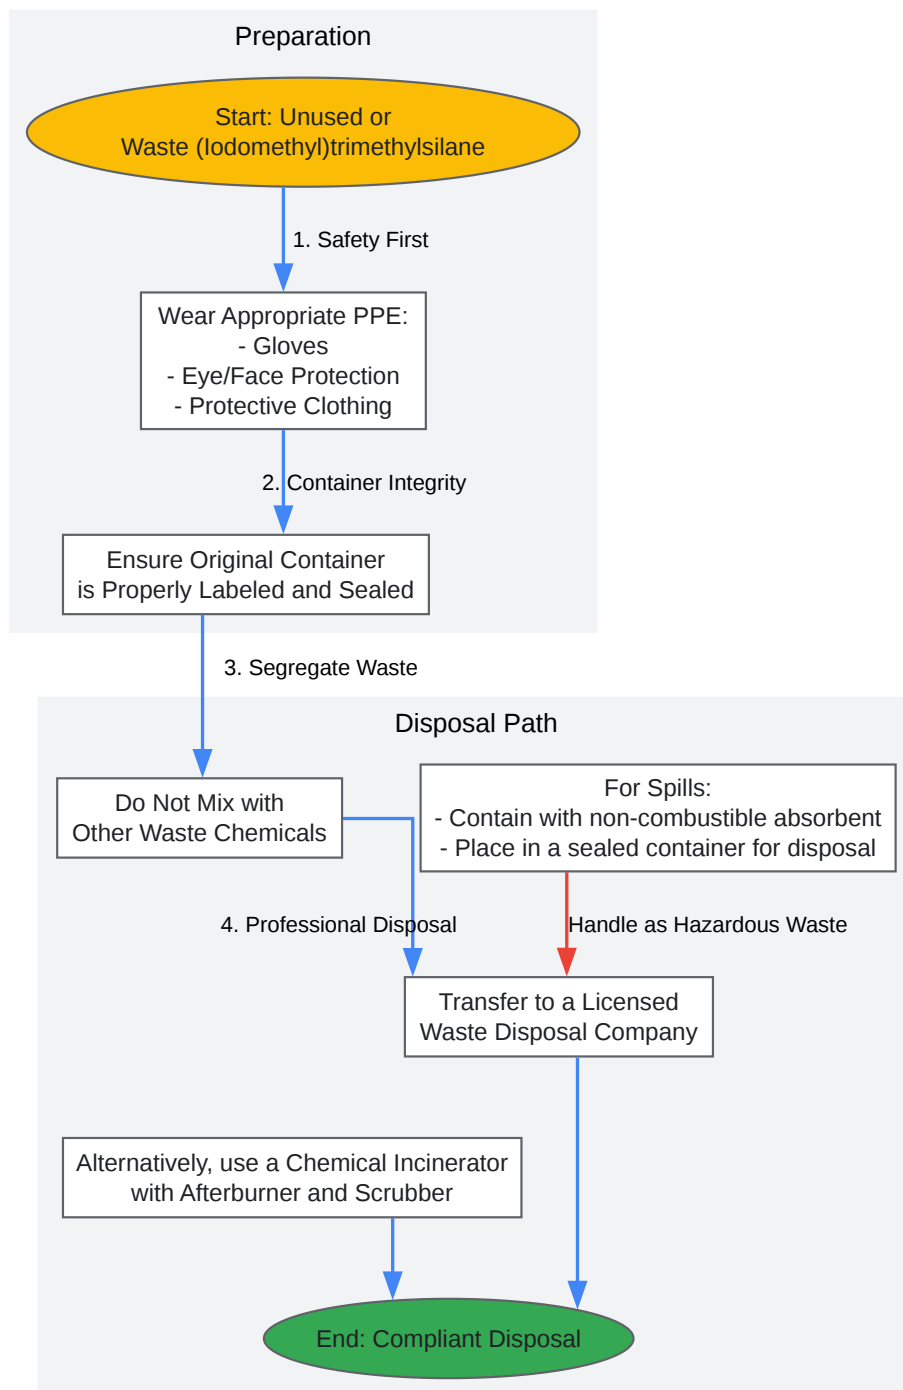 Preparation
Start: Unused or
Waste (Iodomethyl)trimethylsilane
1. Safety First
Wear Appropriate PPE:
- Gloves
- Eye/Face Protection
- Protective Clothing
2. Container Integrity
Ensure Original Container
is Properly Labeled and Sealed
3. Segregate Waste
Disposal Path
Do Not Mix with
Other Waste Chemicals
For Spills:
- Contain with non-combustible absorbent
- Place in a sealed container for disposal
4. Professional Disposal
Handle as Hazardous Waste
Transfer to a Licensed
Waste Disposal Company
Alternatively, use a Chemical Incinerator
with Afterburner and Scrubber
End: Compliant Disposal